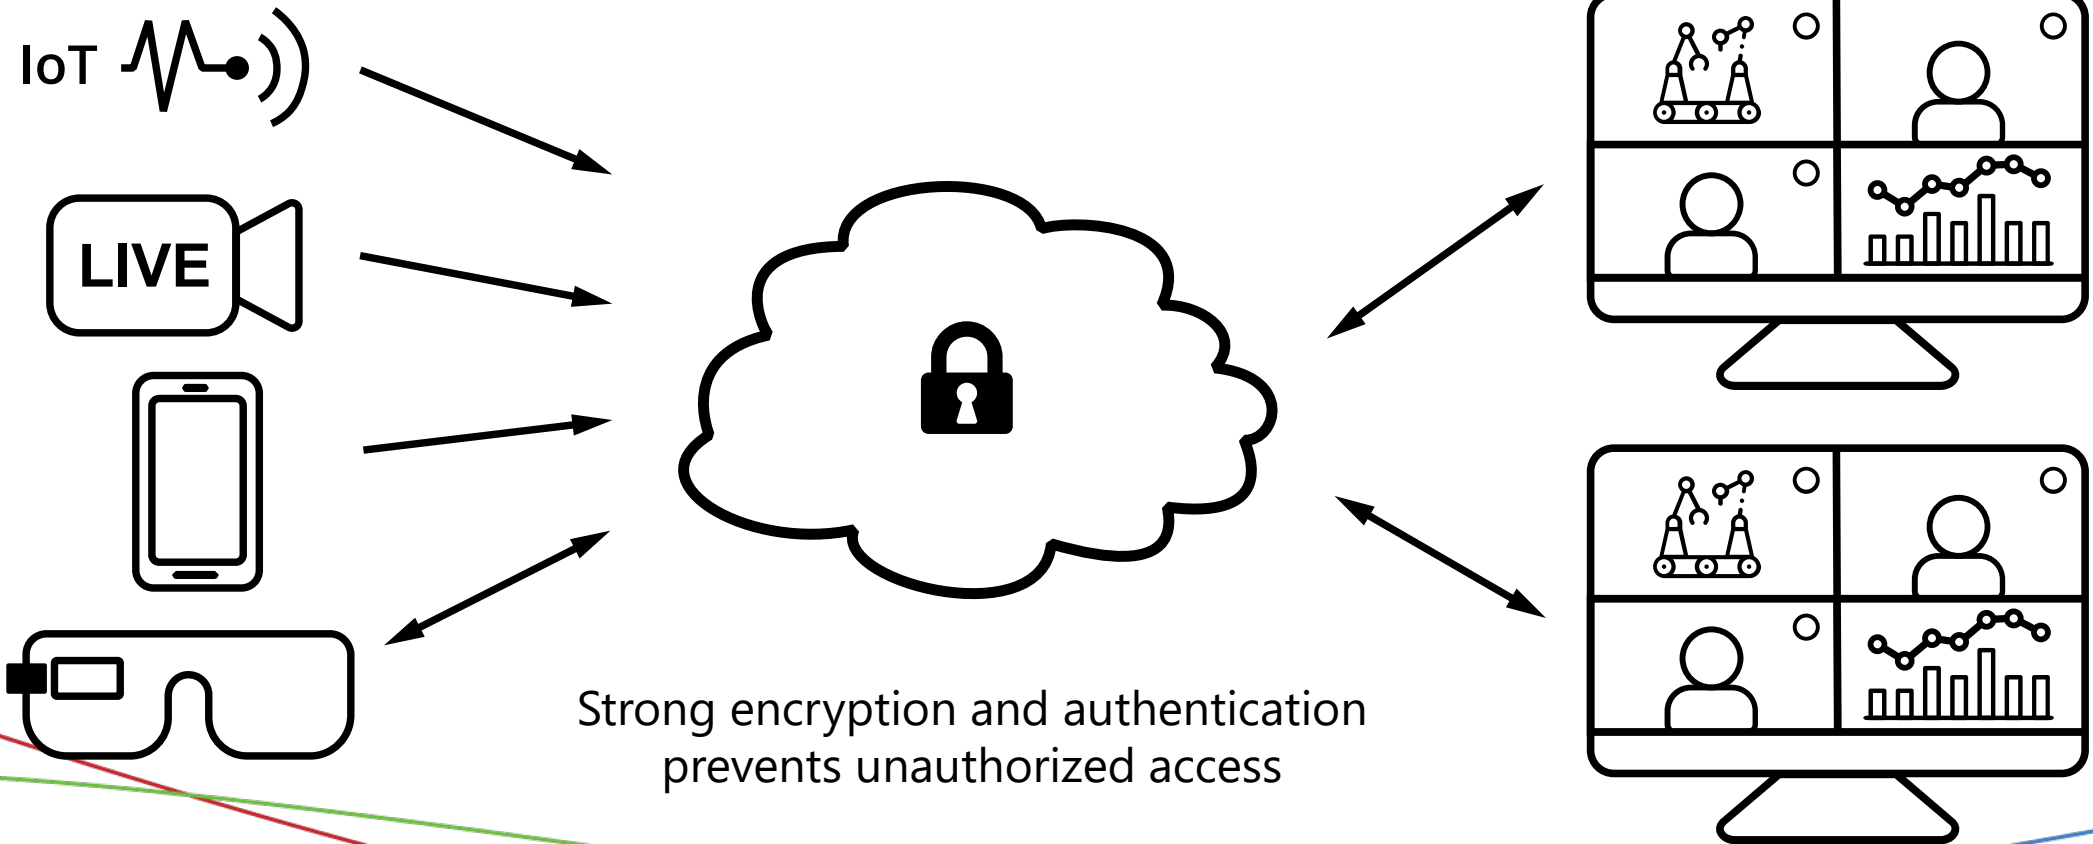 IoT
LIVE
Strong encryption and authentication
prevents unauthorized access